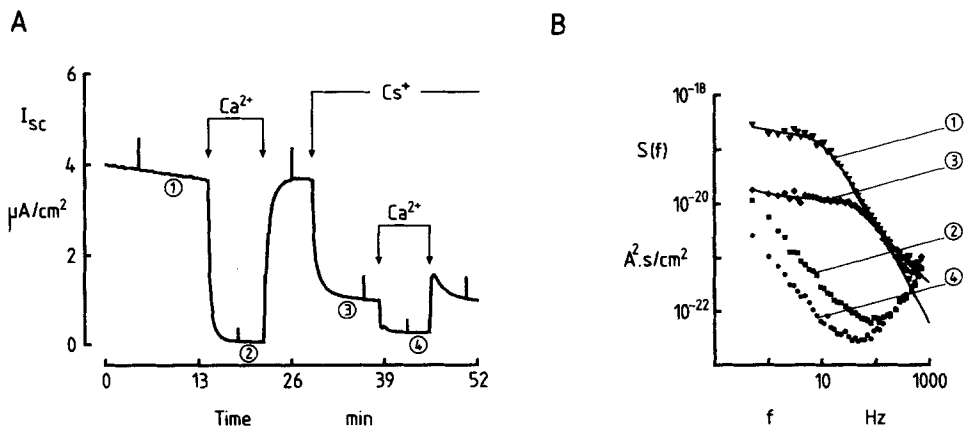 A
6
I_SC
4
µA/cm²
2
0
Ca²⁺
Cs⁺
Ca²⁺
①
②
③
④
0 13 26 39 52
Time min
B
10⁻¹⁸
S(f)
10⁻²⁰
A².s/cm²
10⁻²²
①
③
②
④
10 1000
f Hz